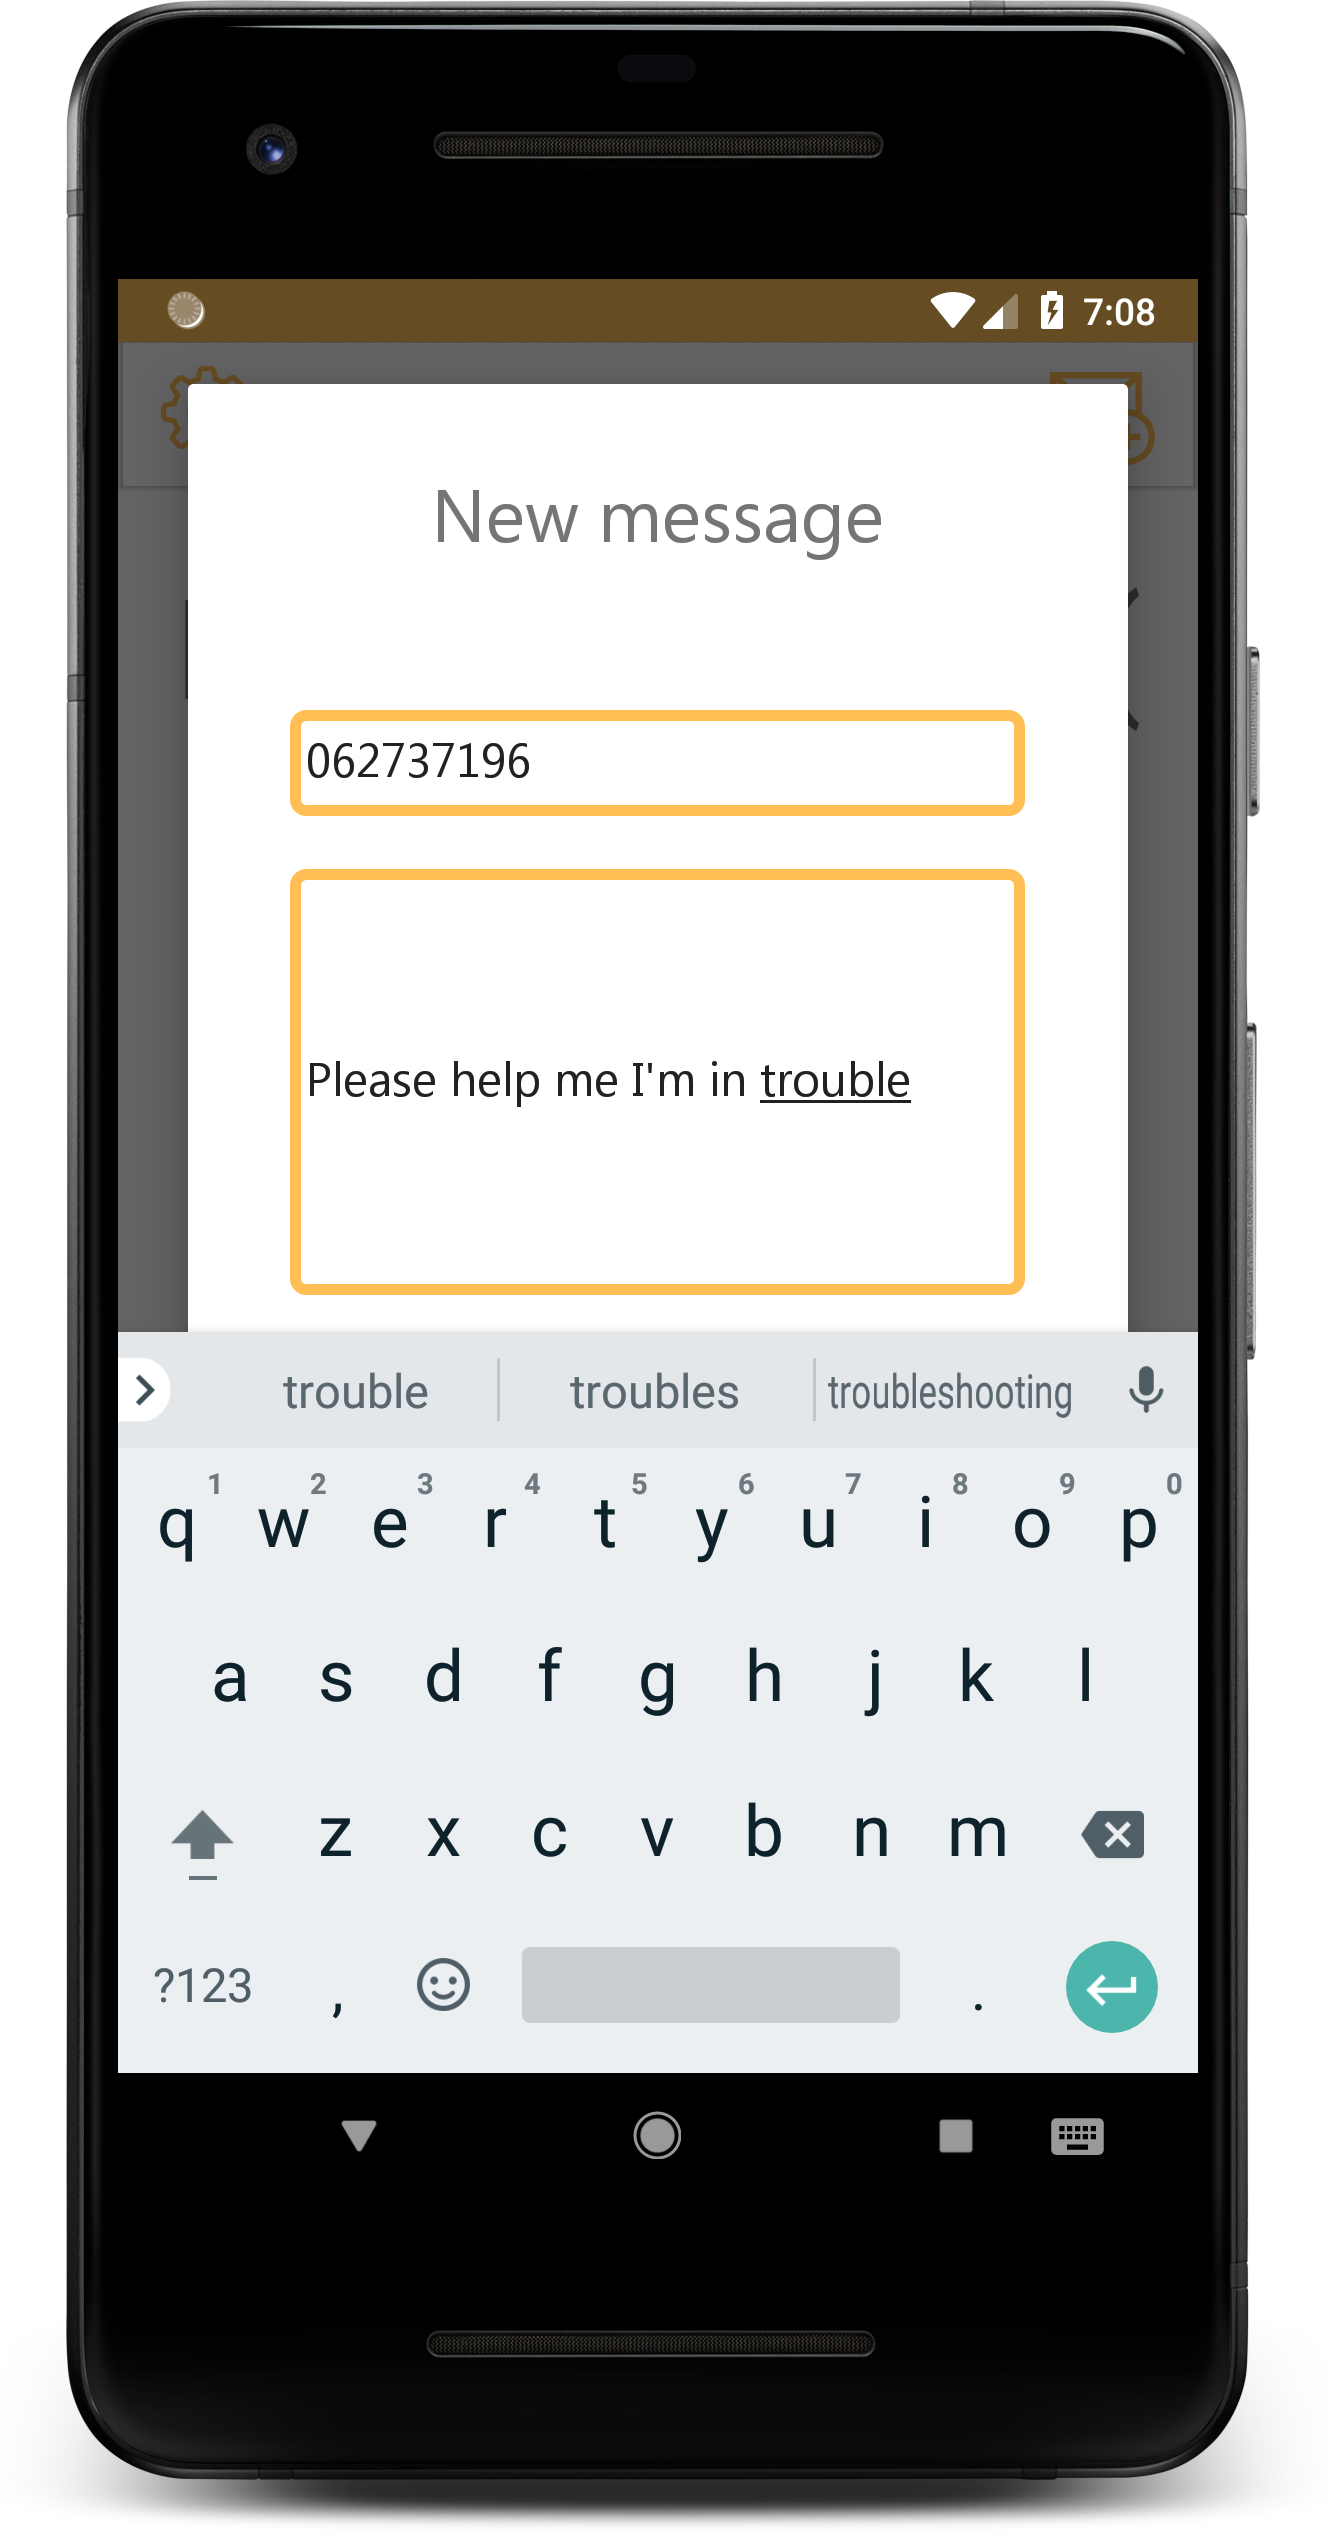 7:08
New message
062737196
Please help me I'm in trouble
trouble troubles troubleshooting
1 2 3 4 5 6 7 8 9 0
q w e r t y u i o p
a s d f g h j k l
z x c v b n m
?123 , .